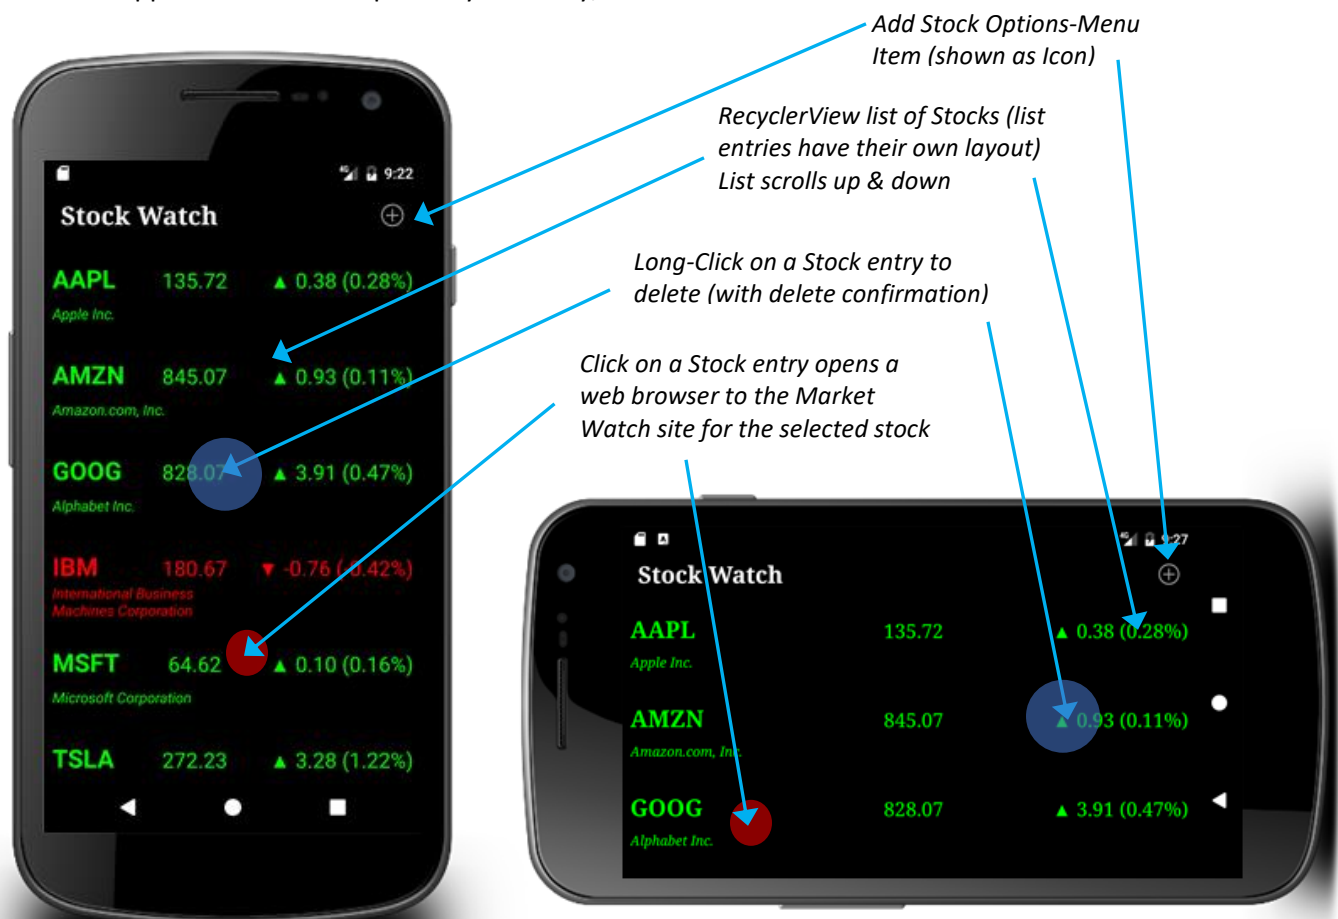 Add Stock Options-Menu
Item (shown as Icon)
RecyclerView list of Stocks (list
entries have their own layout)
List scrolls up & down
Long-Click on a Stock entry to
delete (with delete confirmation)
Click on a Stock entry opens a
web browser to the Market
Watch site for the selected stock
4G 9:22
Stock Watch
AAPL 135.72 ▲ 0.38 (0.28%)
Apple Inc.
AMZN 845.07 ▲ 0.93 (0.11%)
Amazon.com, Inc.
GOOG 828.07 ▲ 3.91 (0.47%)
Alphabet Inc.
IBM 180.67 ▼ -0.76 (-0.42%)
International Business
Machines Corporation
MSFT 64.62 ▲ 0.10 (0.16%)
Microsoft Corporation
TSLA 272.23 ▲ 3.28 (1.22%)
4G 9:27
Stock Watch
AAPL 135.72 ▲ 0.38 (0.28%)
Apple Inc.
AMZN 845.07 ▲ 0.93 (0.11%)
Amazon.com, Inc.
GOOG 828.07 ▲ 3.91 (0.47%)
Alphabet Inc.